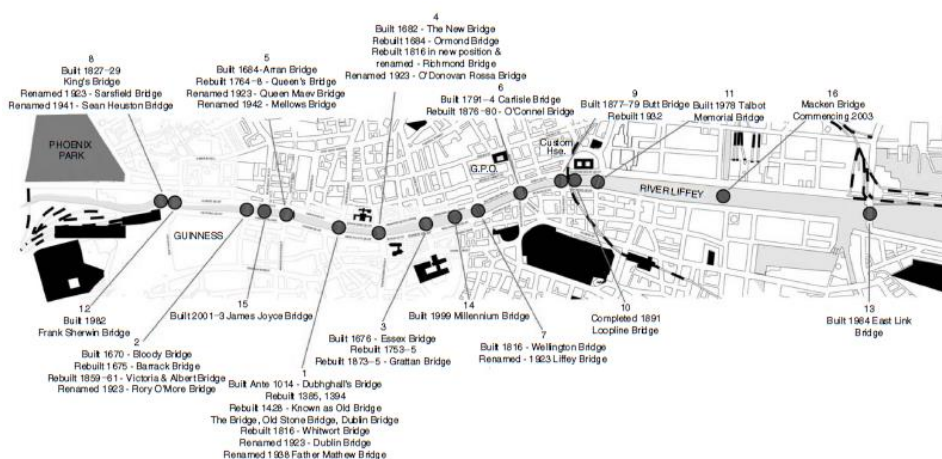 4
Built 1682 - The New Bridge
Rebuilt 1684 - Ormond Bridge
Rebuilt 1816 in new position &
renamed - Richmond Bridge
Renamed 1923 - O'Donovan Rossa Bridge
8
Built 1827-29
King's Bridge
Renamed 1923 - Sarsfield Bridge
Renamed 1941 - Sean Heuston Bridge
5
Built 1684-Arran Bridge
Rebuilt 1764-8 - Queen's Bridge
Renamed 1923 - Queen Maev Bridge
Renamed 1942 - Mellows Bridge
6
Built 1791-4 Carlisle Bridge
Rebuilt 1876-80 - O'Connel Bridge
9
Built 1877-79 Butt Bridge
Rebuilt 1932
11
Built 1978 Talbot
Memorial Bridge
16
Macken Bridge
Commencing 2003
PHOENIX
PARK
G.P.O.
Custom
Hse.
RIVER LIFFEY
GUINNESS
12
Built 1982
Frank Sherwin Bridge
2
Built 1670 - Bloody Bridge
Rebuilt 1675 - Barrack Bridge
Rebuilt 1859-61 - Victoria & Albert Bridge
Renamed 1923 - Rory O'More Bridge
15
Built 2001-3 James Joyce Bridge
1
Built Ante 1014 - Dubhghall's Bridge
Rebuilt 1385, 1394
Rebuilt 1428 - Known as Old Bridge
The Bridge, Old Stone Bridge, Dublin Bridge
Rebuilt 1816 - Whitwort Bridge
Renamed 1923 - Dublin Bridge
Renamed 1938 Father Mathew Bridge
3
Built 1676 - Essex Bridge
Rebuilt 1753-5
Rebuilt 1873-5 - Grattan Bridge
14
Built 1999 Millennium Bridge
7
Built 1816 - Wellington Bridge
Renamed - 1923 Liffey Bridge
10
Completed 1891
Loopline Bridge
13
Built 1984 East Link
Bridge